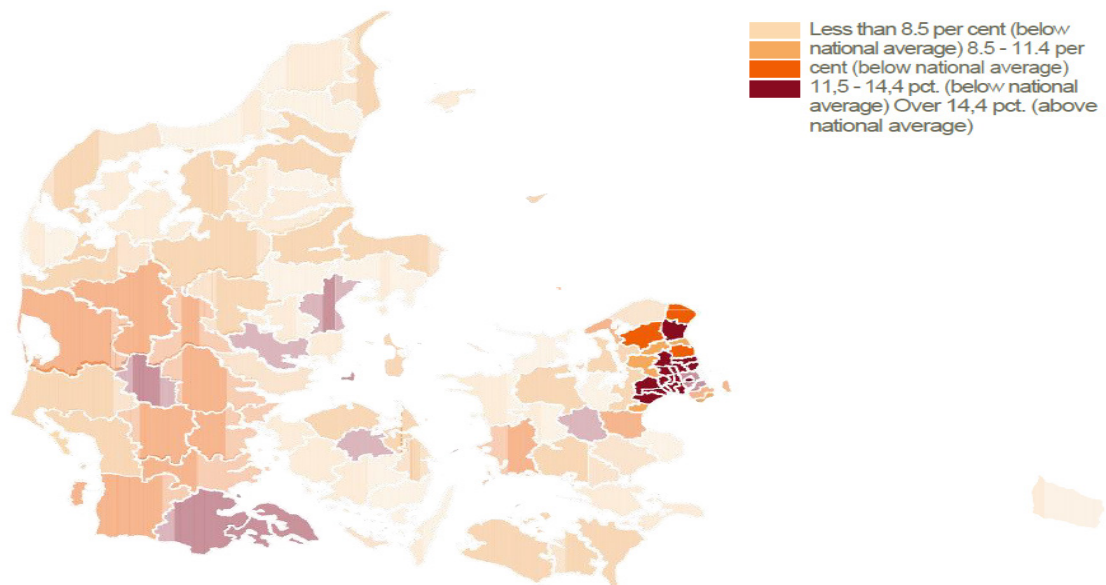 Less than 8.5 per cent (below
national average) 8.5 - 11.4 per
cent (below national average)
11,5 - 14,4 pct. (below national
average) Over 14,4 pct. (above
national average)